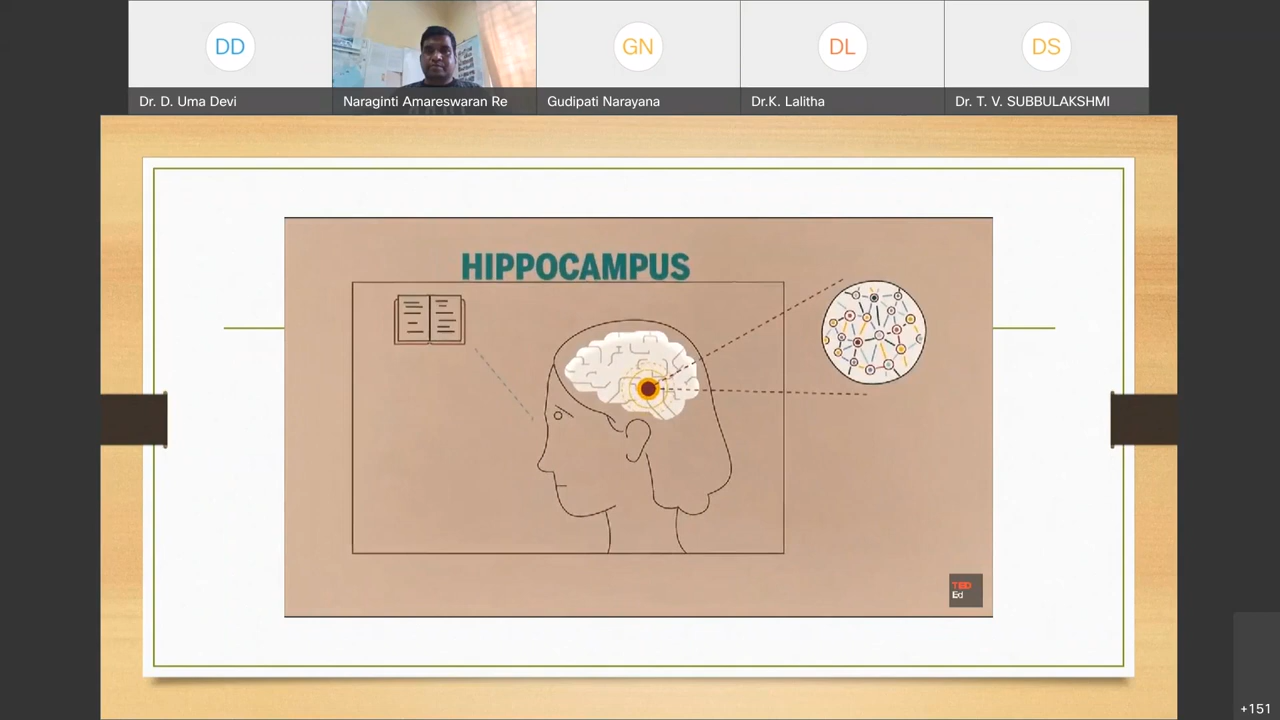 DD
GN
DL
DS
Dr. D. Uma Devi
Naraginti Amareswaran Re
Gudipati Narayana
Dr.K. Lalitha
Dr. T. V. SUBBULAKSHMI
HIPPOCAMPUS
TED
Ed
+151